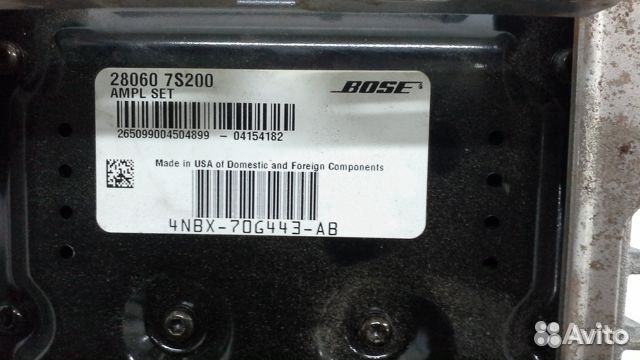 28060 7S200
AMPL SET
BOSE
265099004504899 - 04154182
Made in USA of Domestic and Foreign Components
4NBX-70G443-AB
Avito